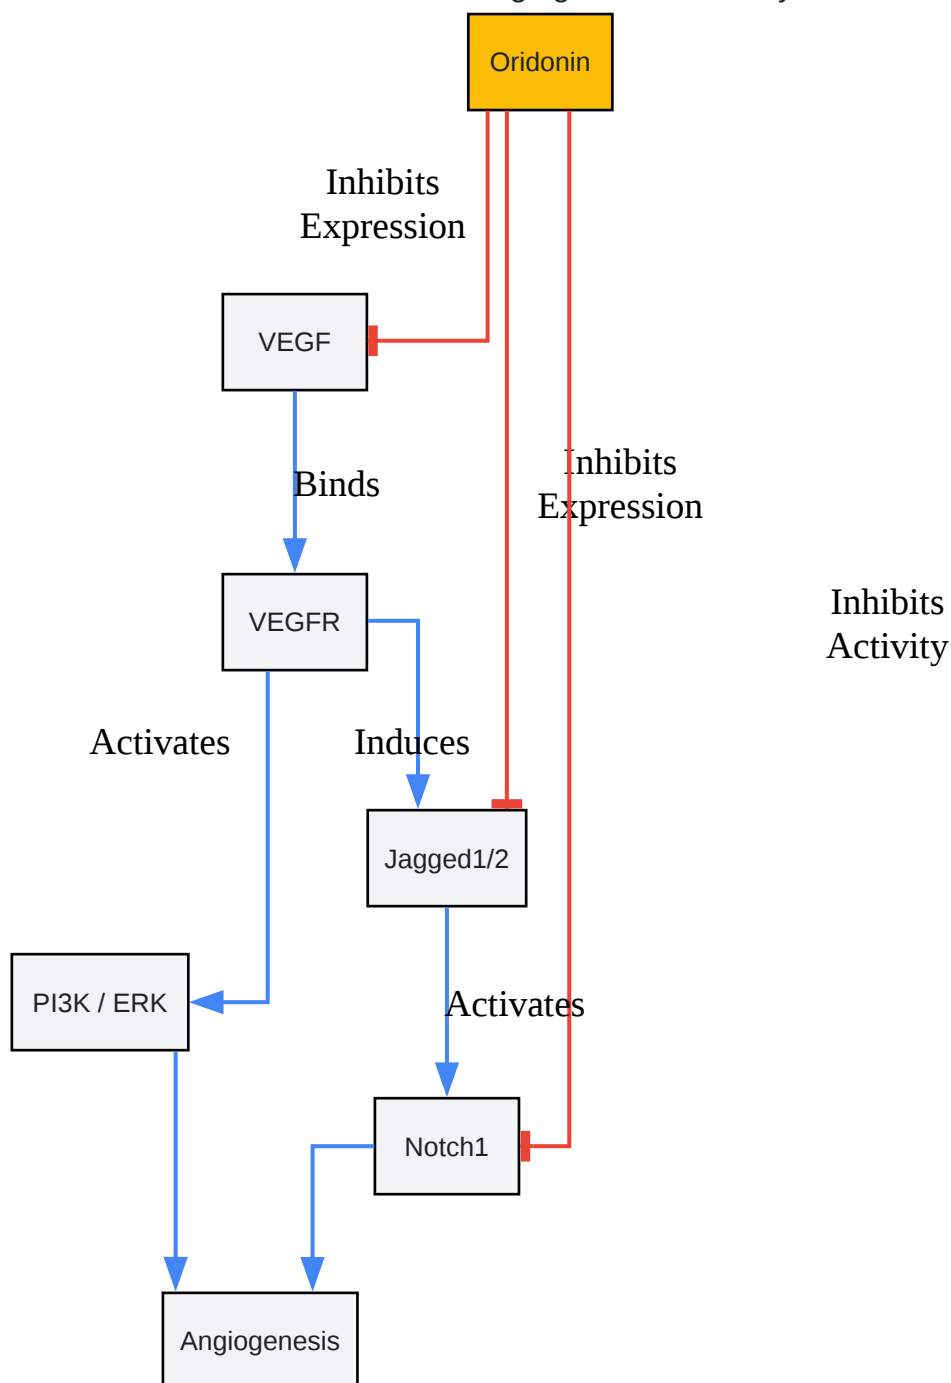 Oridonin
Inhibits
Expression
VEGF
Inhibits
Expression
Binds
Inhibits
Activity
VEGFR
Activates
Induces
Jagged1/2
PI3K / ERK
Activates
Notch1
Angiogenesis